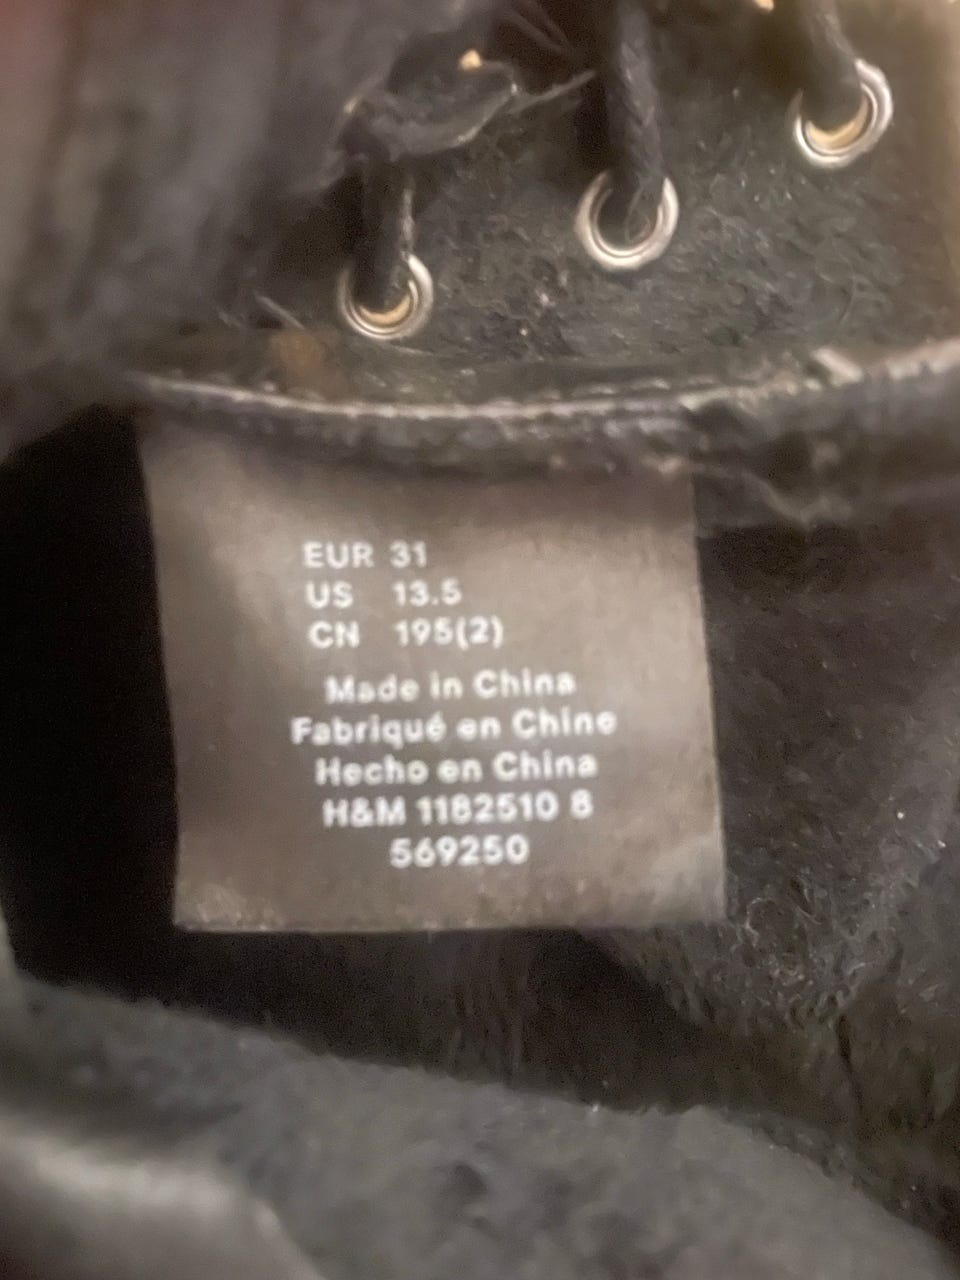 EUR 31
US 13.5
CN 195(2)
Made in China
Fabriqué en Chine
Hecho en China
H&M 1182510 8
569250